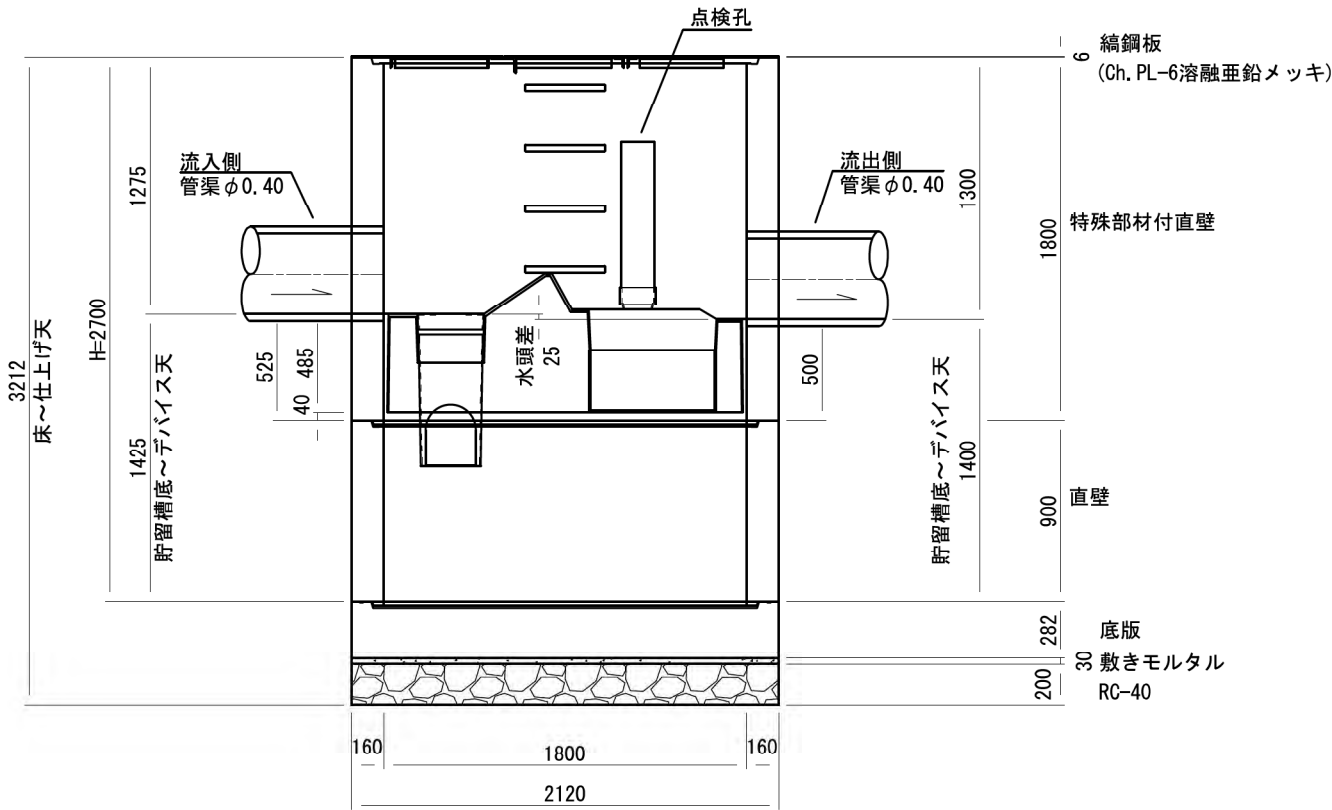 点検孔
6
縞鋼板
(Ch.PL-6溶融亜鉛メッキ)
流入側
管渠φ0.40
流出側
管渠φ0.40
1275
1300
1800
特殊部材付直壁
3212
床～仕上げ天
H=2700
525
485
40
水頭差
25
500
1425
貯留槽底～デバイス天
貯留槽底～デバイス天
1400
900
直壁
282
底版
30
敷きモルタル
200
RC-40
160
1800
160
2120